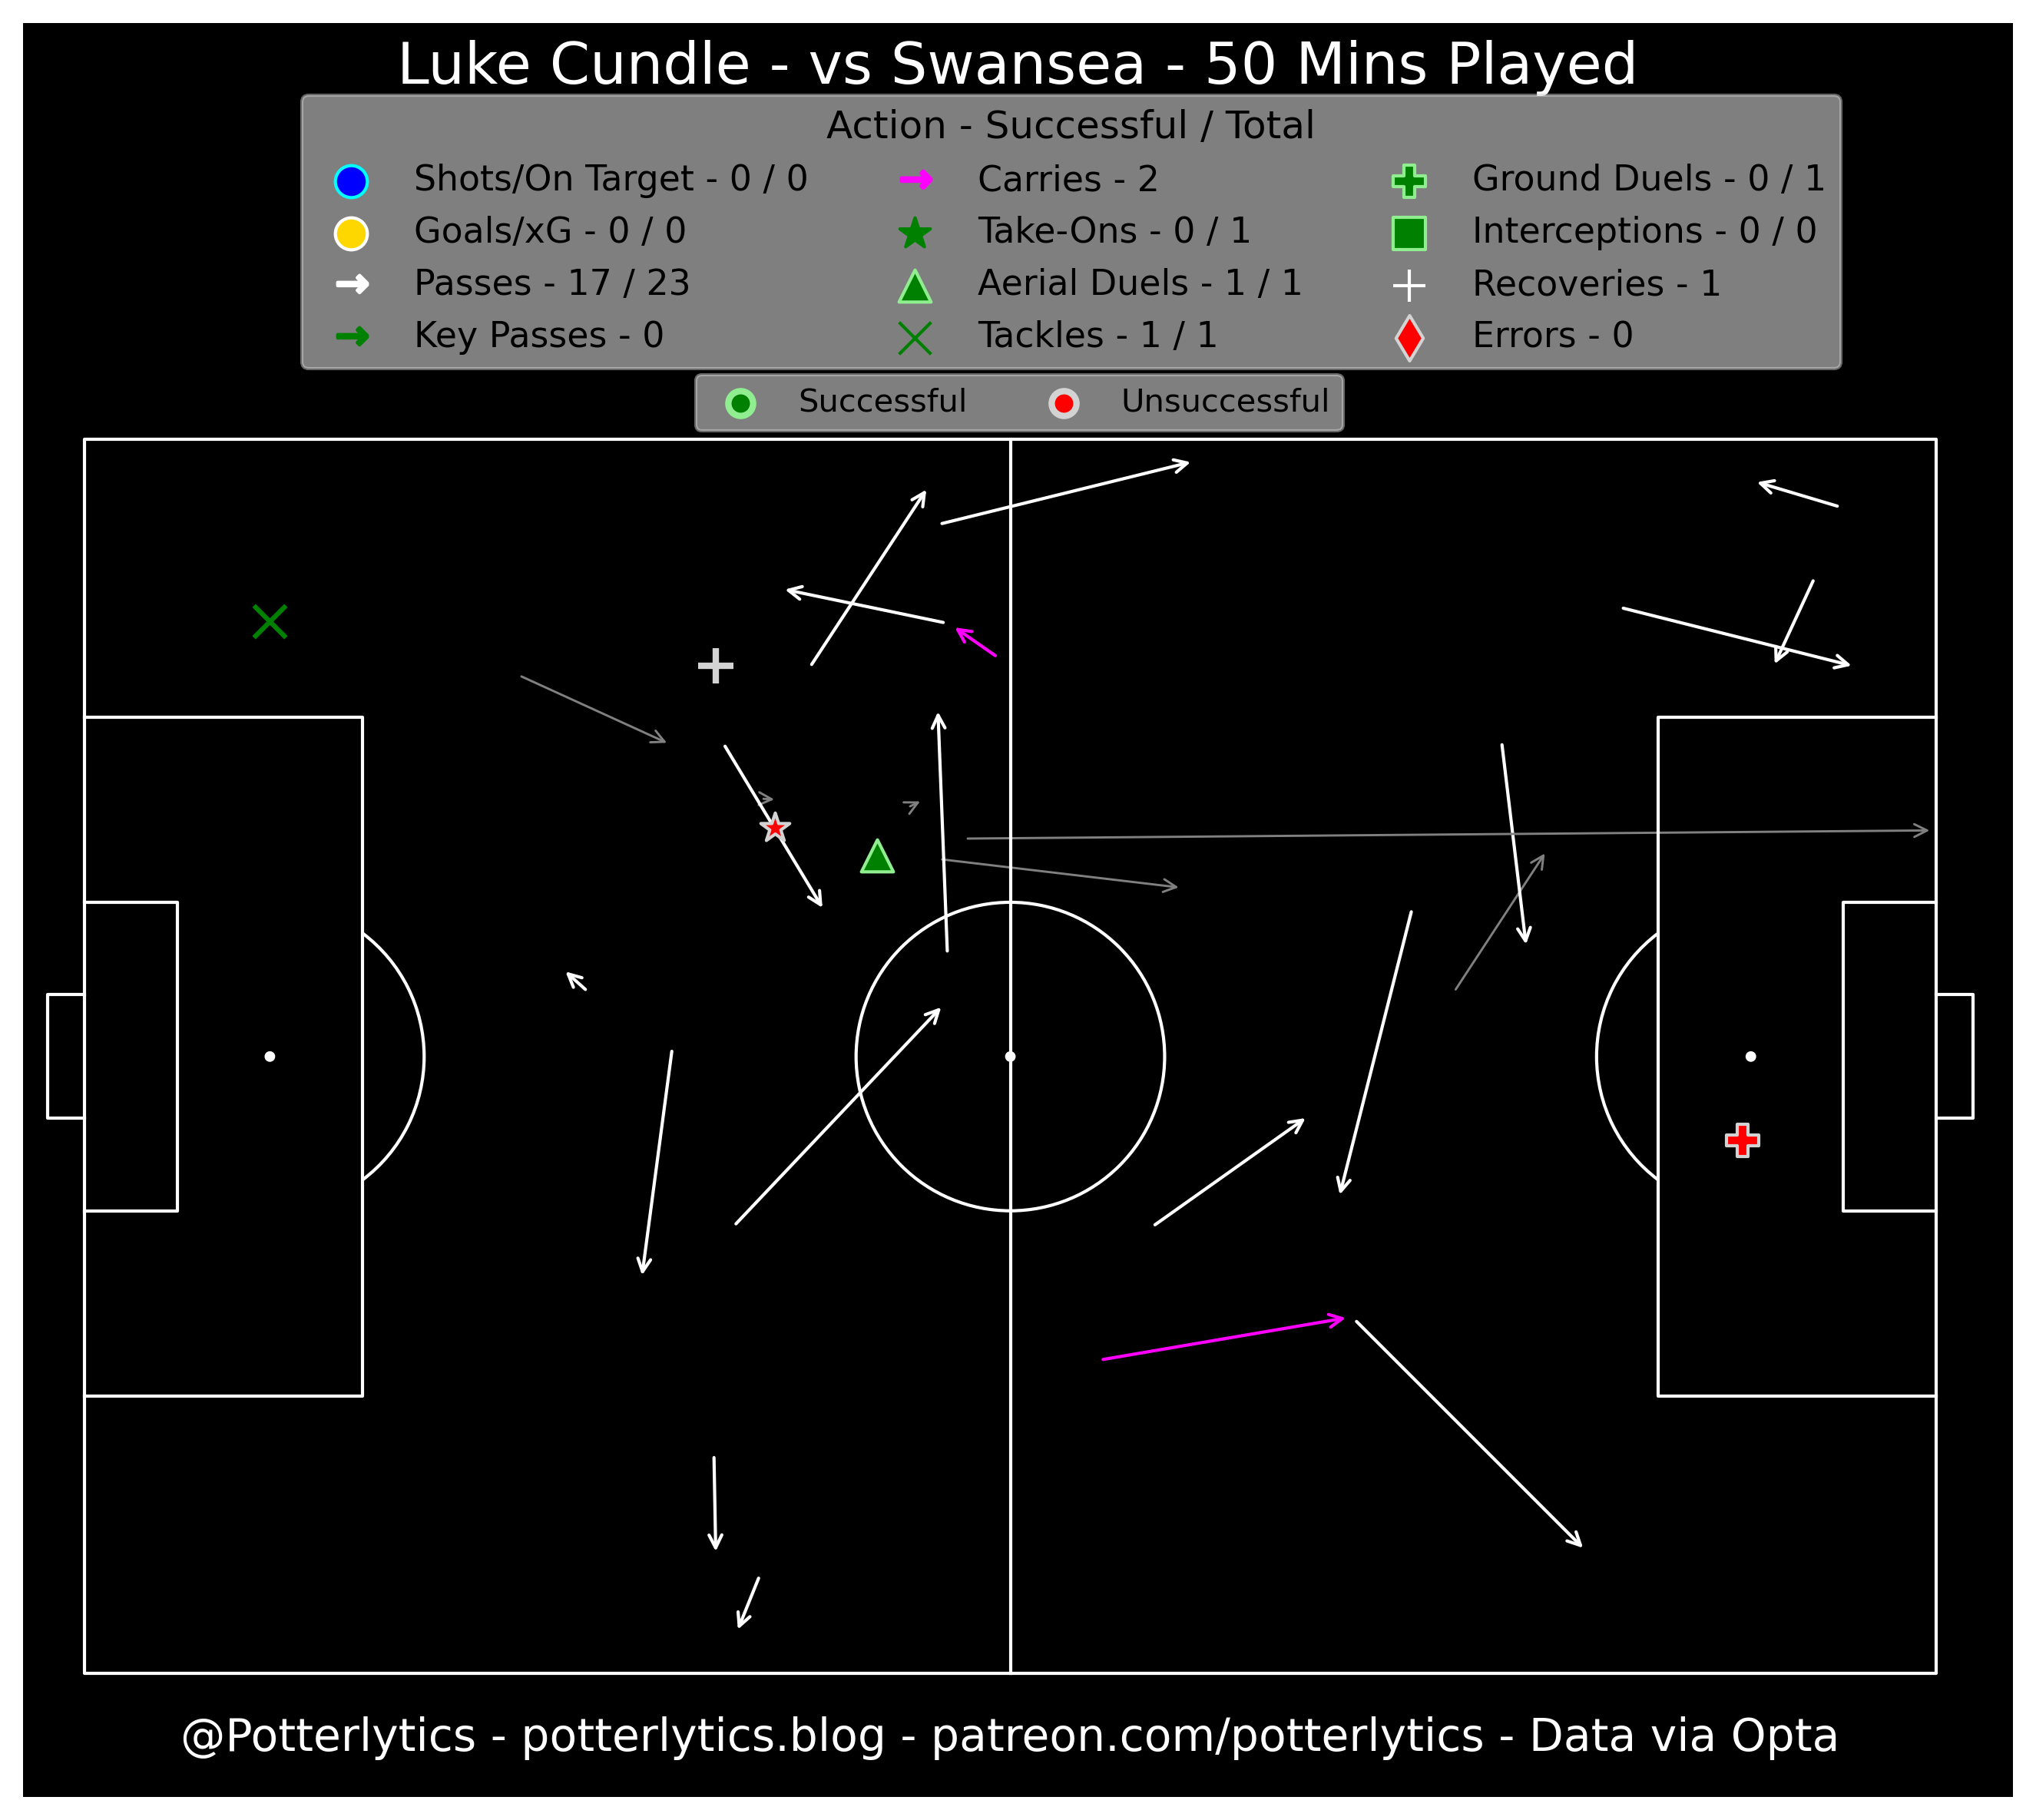 Luke Cundle - vs Swansea - 50 Mins Played
Action - Successful / Total
Shots/On Target - 0 / 0
Goals/xG - 0 / 0
Passes - 17 / 23
Key Passes - 0
Carries - 2
Take-Ons - 0 / 1
Aerial Duels - 1 / 1
Tackles - 1 / 1
Ground Duels - 0 / 1
Interceptions - 0 / 0
Recoveries - 1
Errors - 0
Successful
Unsuccessful
@Potterlytics - potterlytics.blog - patreon.com/potterlytics - Data via Opta